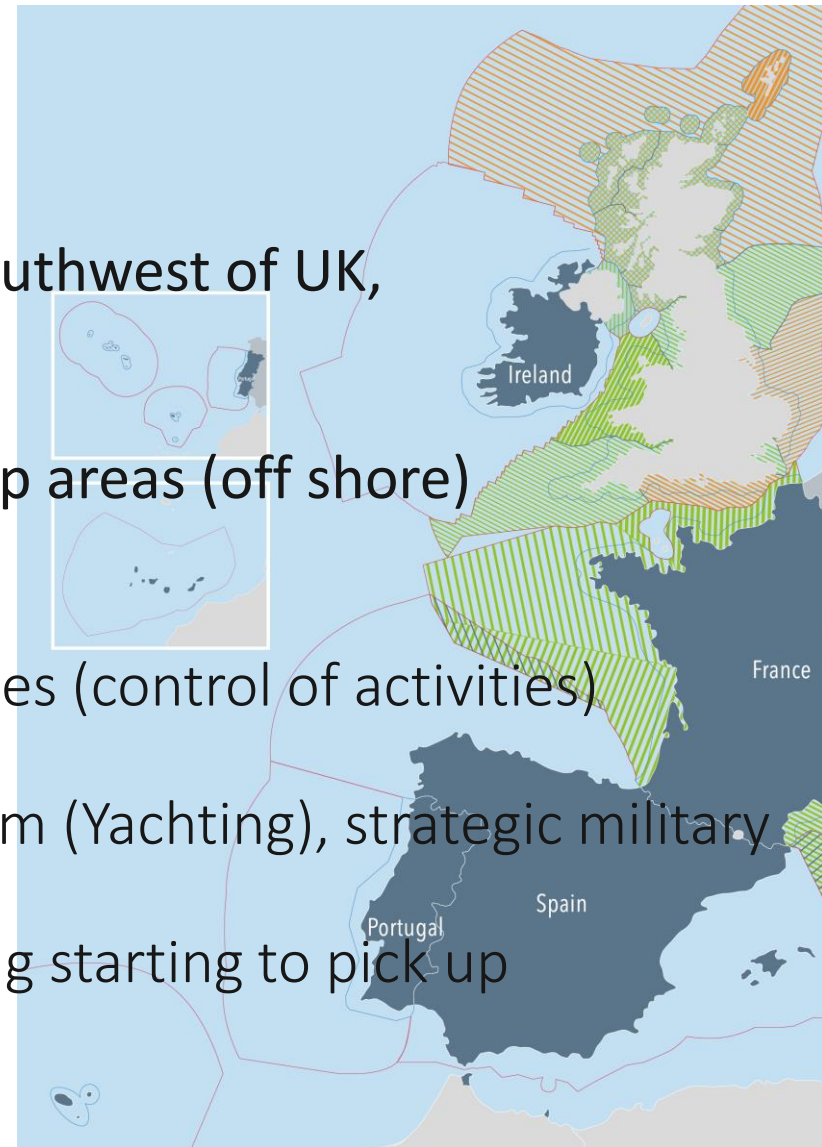 uthwest of UK,
Portugal
Ireland
p areas (off shore)
es (control of activities)
France
m (Yachting), strategic military
Spain
Portugal
g starting to pick up